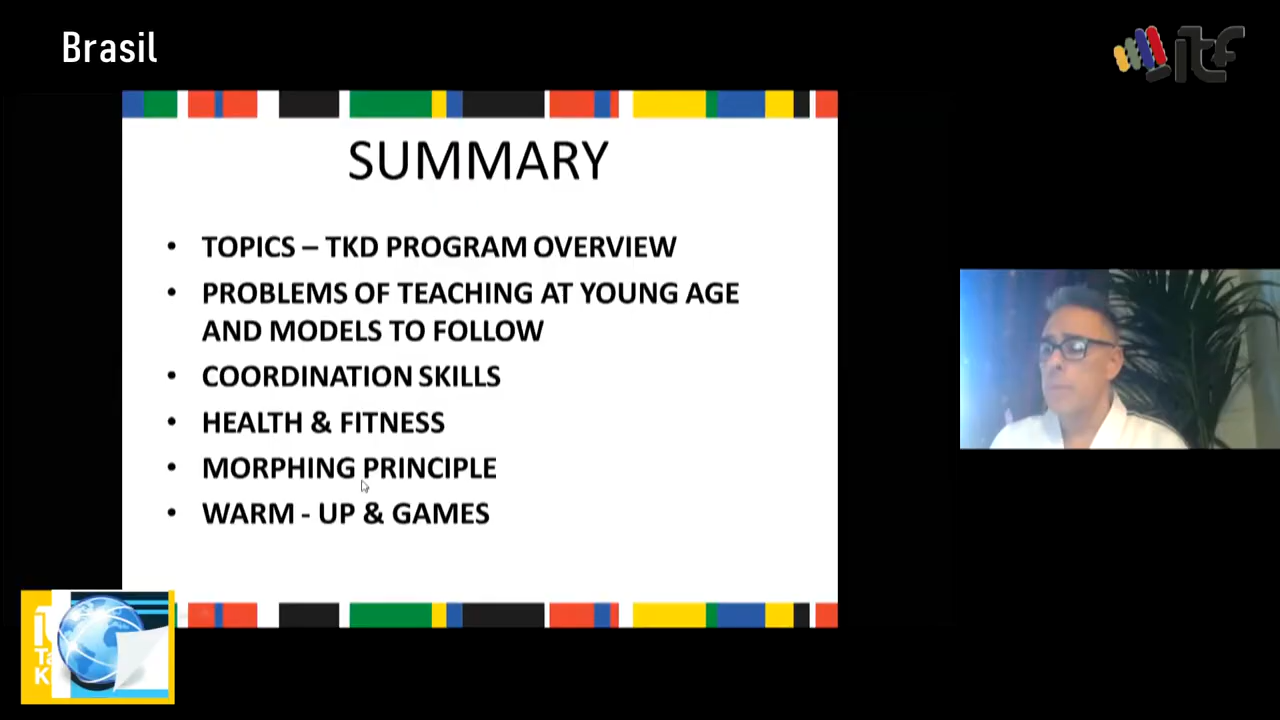 Brasil
itf
SUMMARY
• TOPICS – TKD PROGRAM OVERVIEW
• PROBLEMS OF TEACHING AT YOUNG AGE
AND MODELS TO FOLLOW
• COORDINATION SKILLS
• HEALTH & FITNESS
• MORPHING PRINCIPLE
• WARM - UP & GAMES